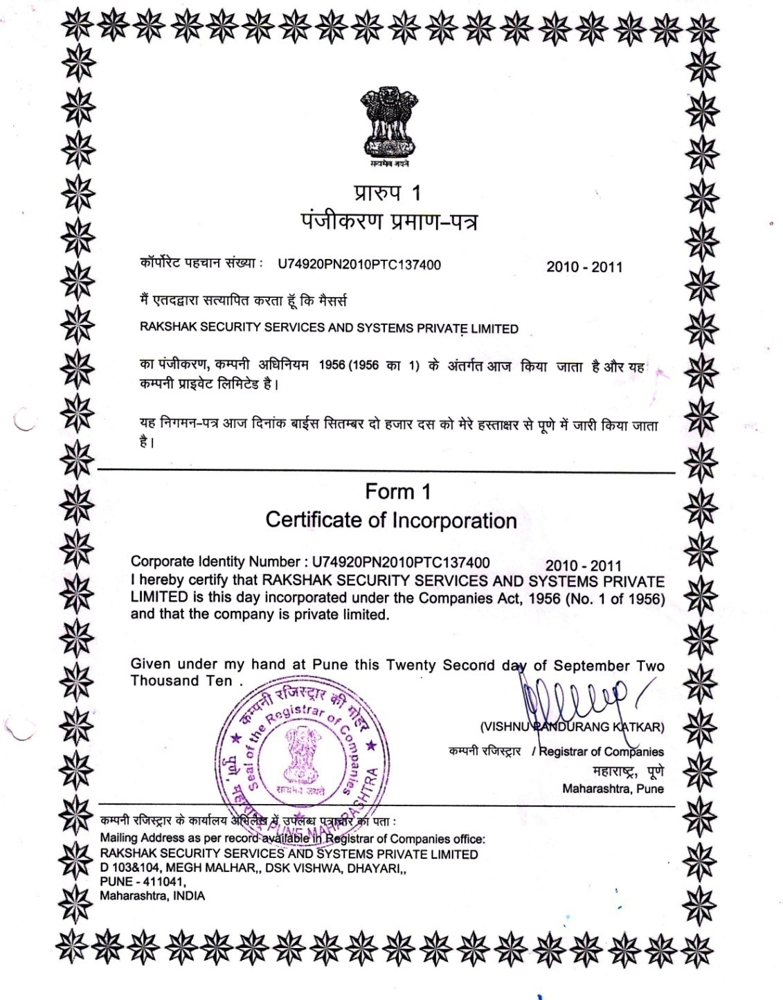 सत्यमेव जयते
प्रारुप 1
पंजीकरण प्रमाण–पत्र
कॉर्पोरेट पहचान संख्या : U74920PN2010PTC137400 2010 - 2011
मैं एतदद्वारा सत्यापित करता हूँ कि मैसर्स
RAKSHAK SECURITY SERVICES AND SYSTEMS PRIVATE LIMITED
का पंजीकरण, कम्पनी अधिनियम 1956 (1956 का 1) के अंतर्गत आज किया जाता है और यह
कम्पनी प्राइवेट लिमिटेड है।
यह निगमन–पत्र आज दिनांक बाईस सितम्बर दो हजार दस को मेरे हस्ताक्षर से पूणे में जारी किया जाता
है।
Form 1
Certificate of Incorporation
Corporate Identity Number : U74920PN2010PTC137400 2010 - 2011
I hereby certify that RAKSHAK SECURITY SERVICES AND SYSTEMS PRIVATE
LIMITED is this day incorporated under the Companies Act, 1956 (No. 1 of 1956)
and that the company is private limited.
Given under my hand at Pune this Twenty Second day of September Two
Thousand Ten .
कम्पनी रजिस्ट्रार की मोहर
Seal of the Registrar of Companies
सत्यमेव जयते
पुणे, महाराष्ट्र PUNE MAHARASHTRA
(VISHNU PANDURANG KATKAR)
कम्पनी रजिस्ट्रार / Registrar of Companies
महाराष्ट्र, पूणे
Maharashtra, Pune
कम्पनी रजिस्ट्रार के कार्यालय अभिलेख में उपलब्ध पत्राचार का पता :
Mailing Address as per record available in Registrar of Companies office:
RAKSHAK SECURITY SERVICES AND SYSTEMS PRIVATE LIMITED
D 103&104, MEGH MALHAR,, DSK VISHWA, DHAYARI,,
PUNE - 411041,
Maharashtra, INDIA